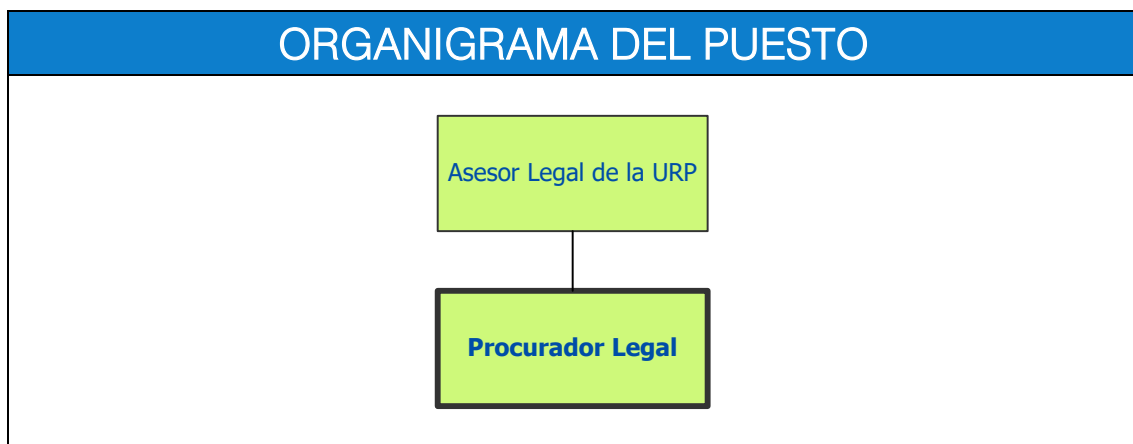 ORGANIGRAMA DEL PUESTO
Asesor Legal de la URP
Procurador Legal